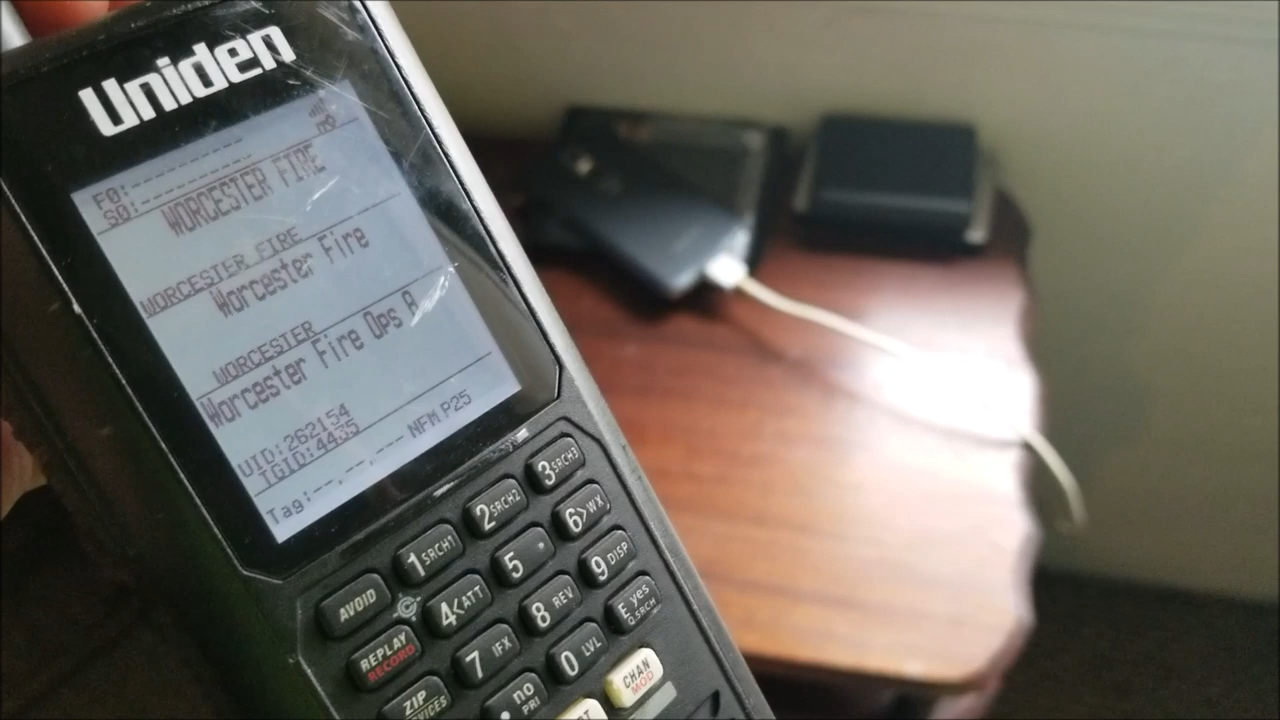 Uniden
F0:----------
S0:----------
WORCESTER FIRE
WORCESTER FIRE
Worcester Fire
WORCESTER
Worcester Fire Ops B
UID:262154
TGID:4435
NFM P25
Tag:--.---.---
1 SRCH1
2 SRCH2
3 SRCH3
AVOID
4<ATT
5
6>WX
REPLAY
RECORD
7 IFX
8 REV
9 DISP
ZIP
no
PRI
0 LVL
E yes
Q.SRCH
CHAN
MOD